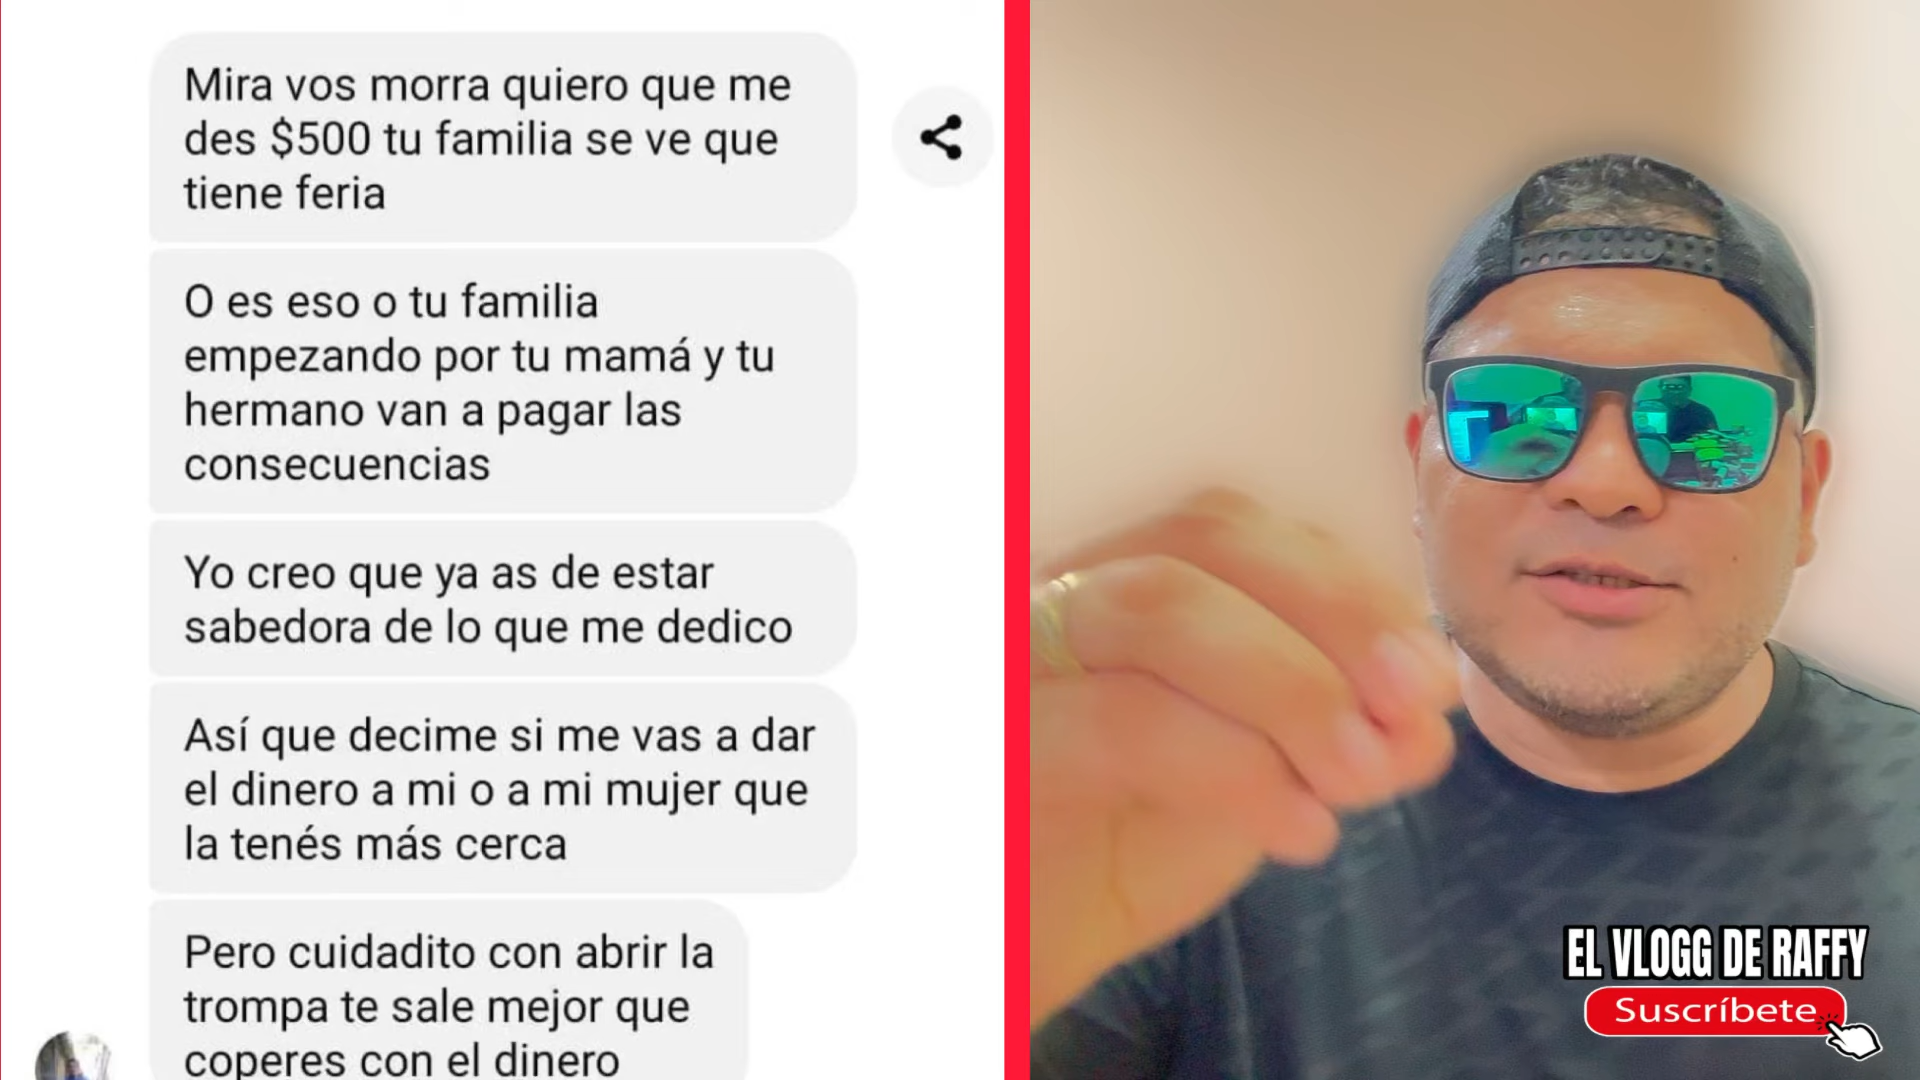 Mira vos morra quiero que me
des $500 tu familia se ve que
tiene feria
O es eso o tu familia
empezando por tu mamá y tu
hermano van a pagar las
consecuencias
Yo creo que ya as de estar
sabedora de lo que me dedico
Así que decime si me vas a dar
el dinero a mi o a mi mujer que
la tenés más cerca
Pero cuidadito con abrir la
trompa te sale mejor que
coperes con el dinero
EL VLOGG DE RAFFY
Suscríbete